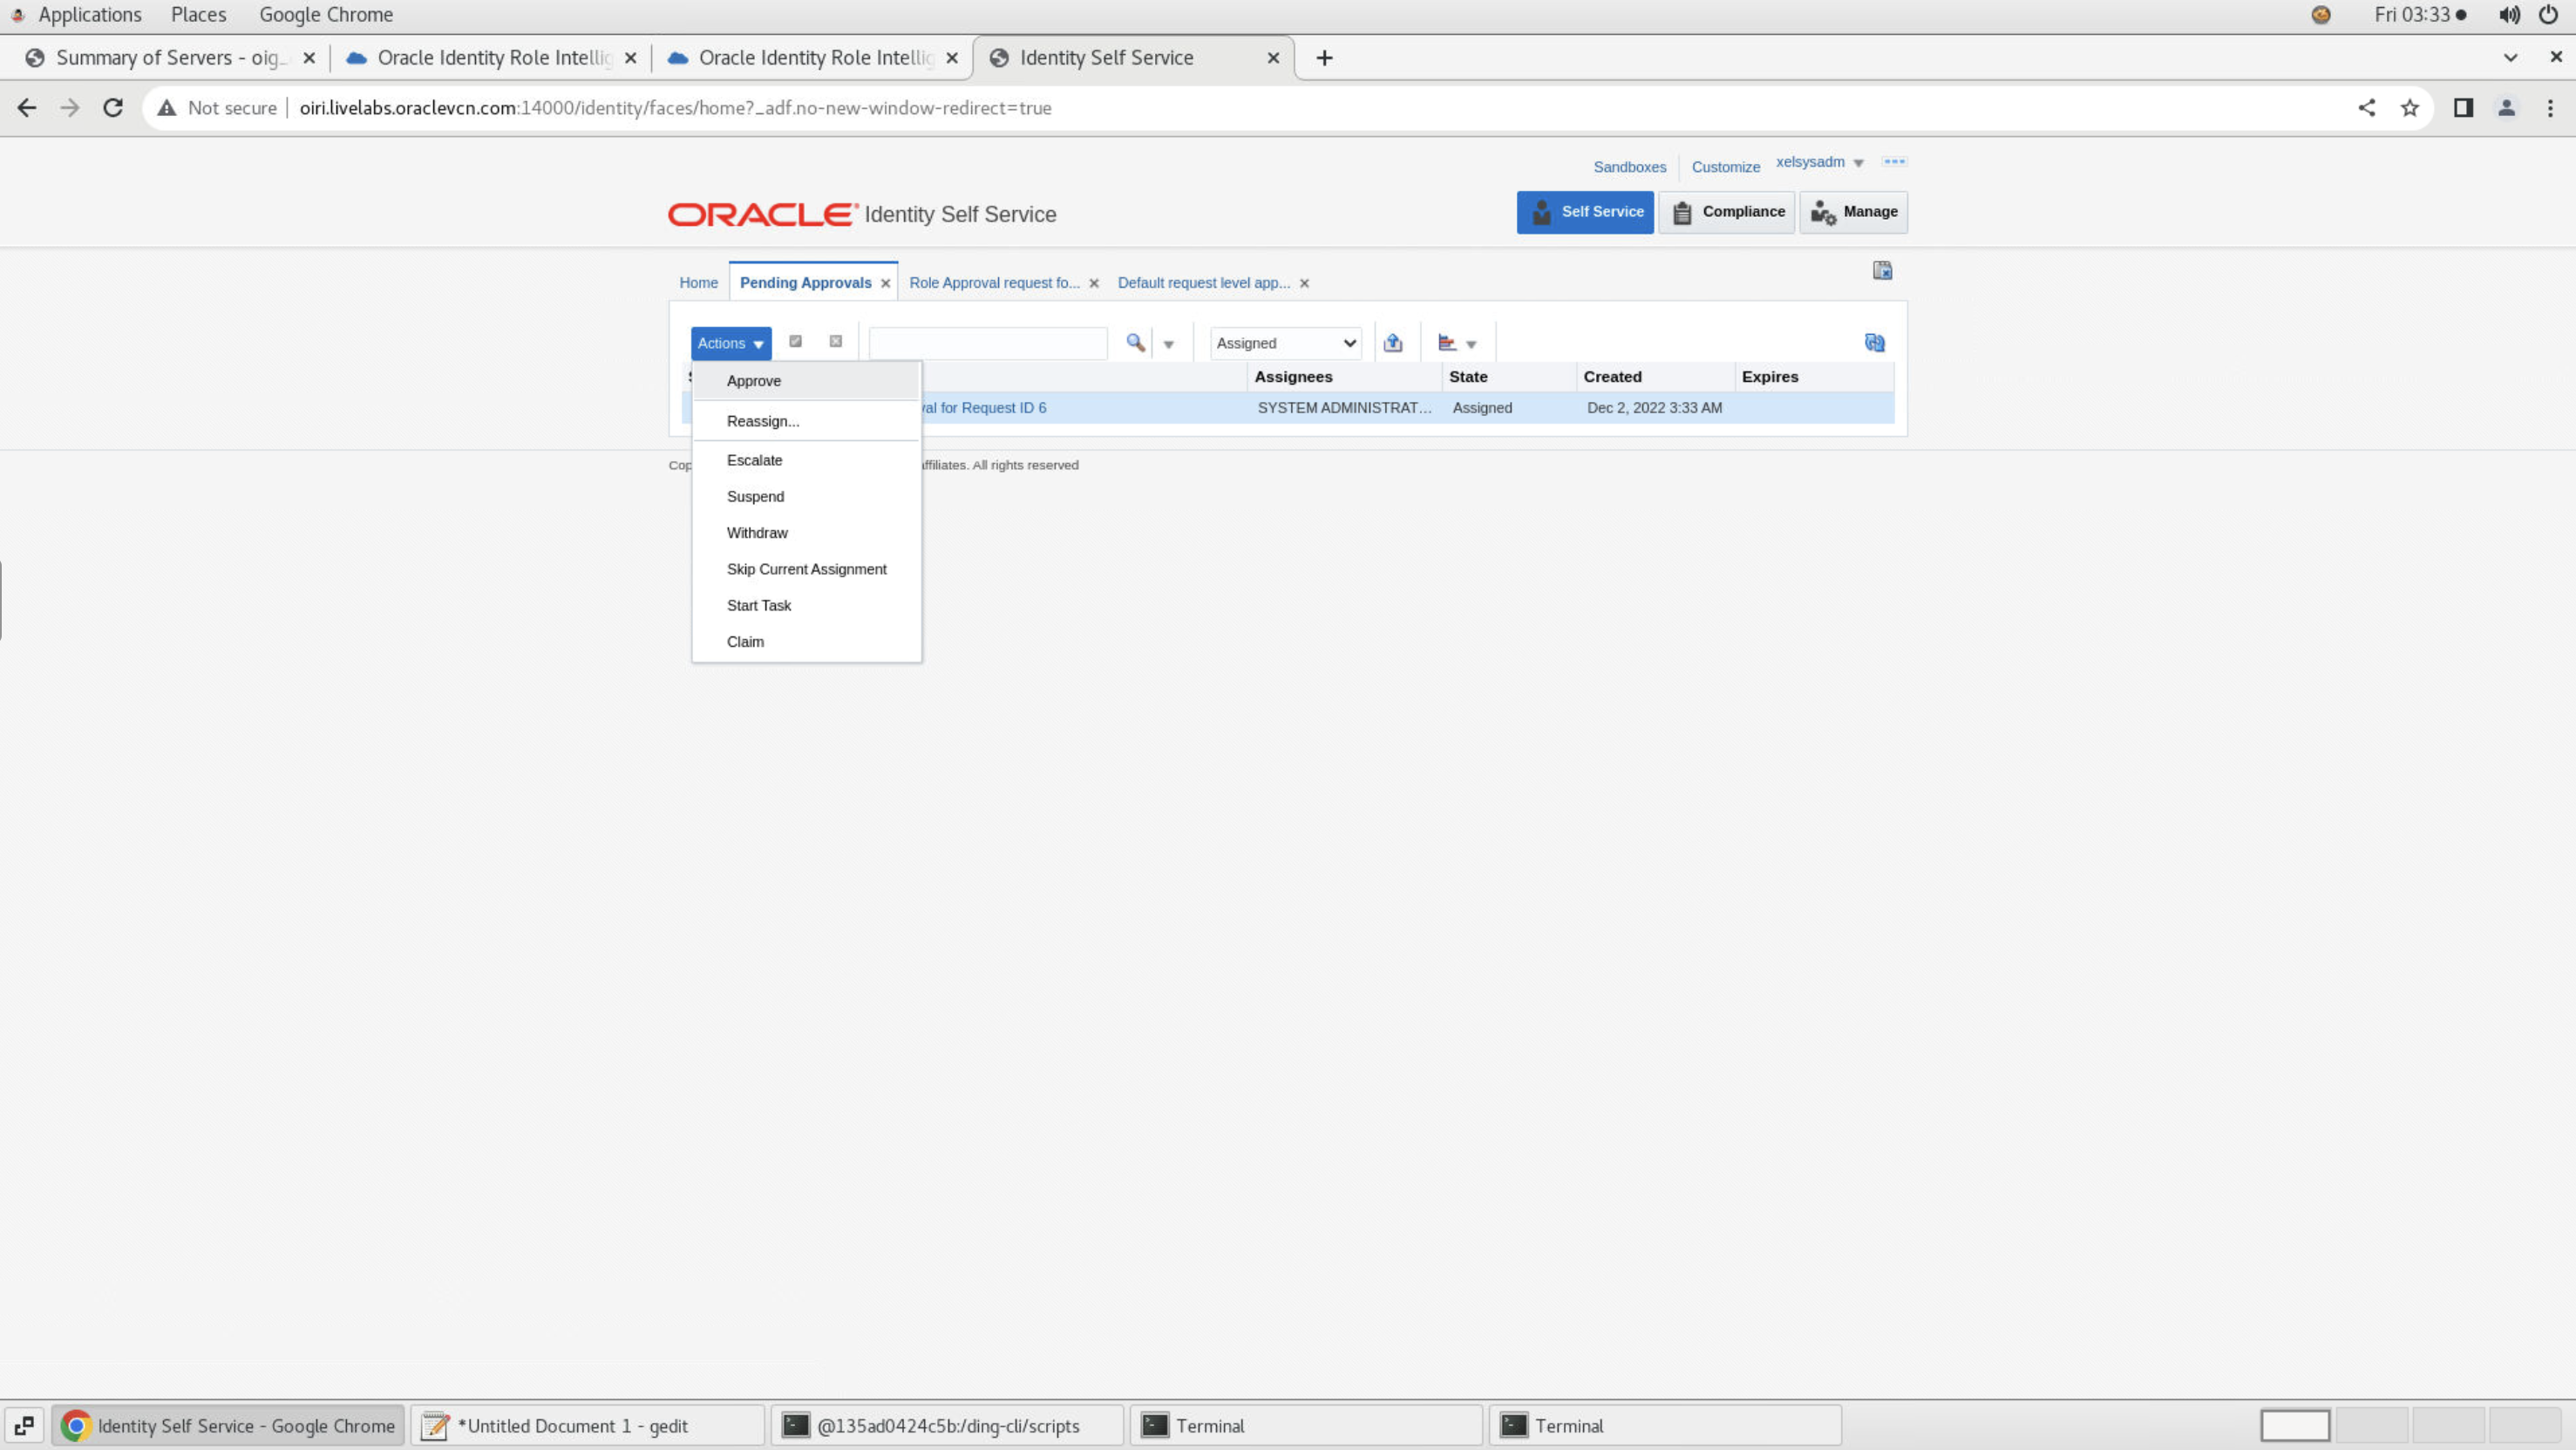 Applications Places Google Chrome Fri 03:33
Summary of Servers - oig_ Oracle Identity Role Intellig Oracle Identity Role Intellig Identity Self Service
Not secure oiri.livelabs.oraclevcn.com:14000/identity/faces/home?_adf.no-new-window-redirect=true
Sandboxes Customize xelsysadm
ORACLE Identity Self Service Self Service Compliance Manage
Home Pending Approvals Role Approval request fo... Default request level app...
Actions Assigned
Assignees State Created Expires
Approve
val for Request ID 6 SYSTEM ADMINISTRAT... Assigned Dec 2, 2022 3:33 AM
Reassign...
Escalate
Cop ffiliates. All rights reserved
Suspend
Withdraw
Skip Current Assignment
Start Task
Claim
Identity Self Service - Google Chrome *Untitled Document 1 - gedit @135ad0424c5b:/ding-cli/scripts Terminal Terminal